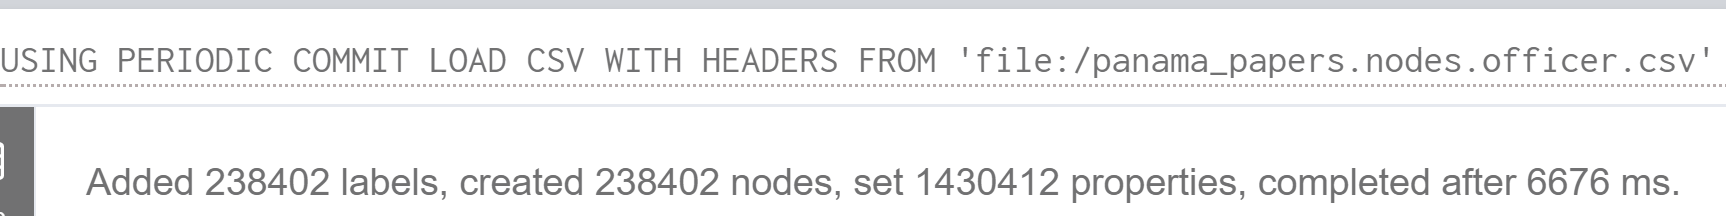 USING PERIODIC COMMIT LOAD CSV WITH HEADERS FROM 'file:/panama_papers.nodes.officer.csv'
Added 238402 labels, created 238402 nodes, set 1430412 properties, completed after 6676 ms.